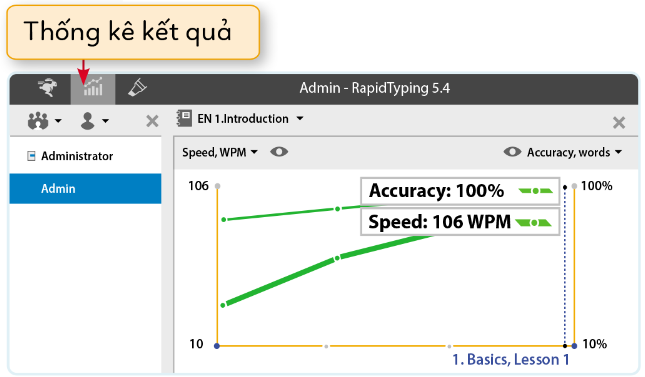 Thống kê kết quả
Admin - RapidTyping 5.4
EN 1.Introduction
Administrator
Admin
Speed, WPM
Accuracy, words
106
100%
Accuracy: 100%
Speed: 106 WPM
10
10%
1. Basics, Lesson 1